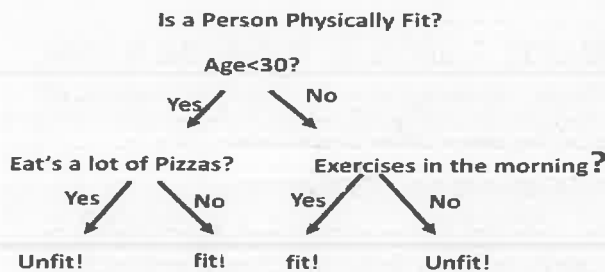 Is a Person Physically Fit?
Age<30?
Yes No
Eat's a lot of Pizzas? Exercises in the morning?
Yes No Yes No
Unfit! fit! fit! Unfit!